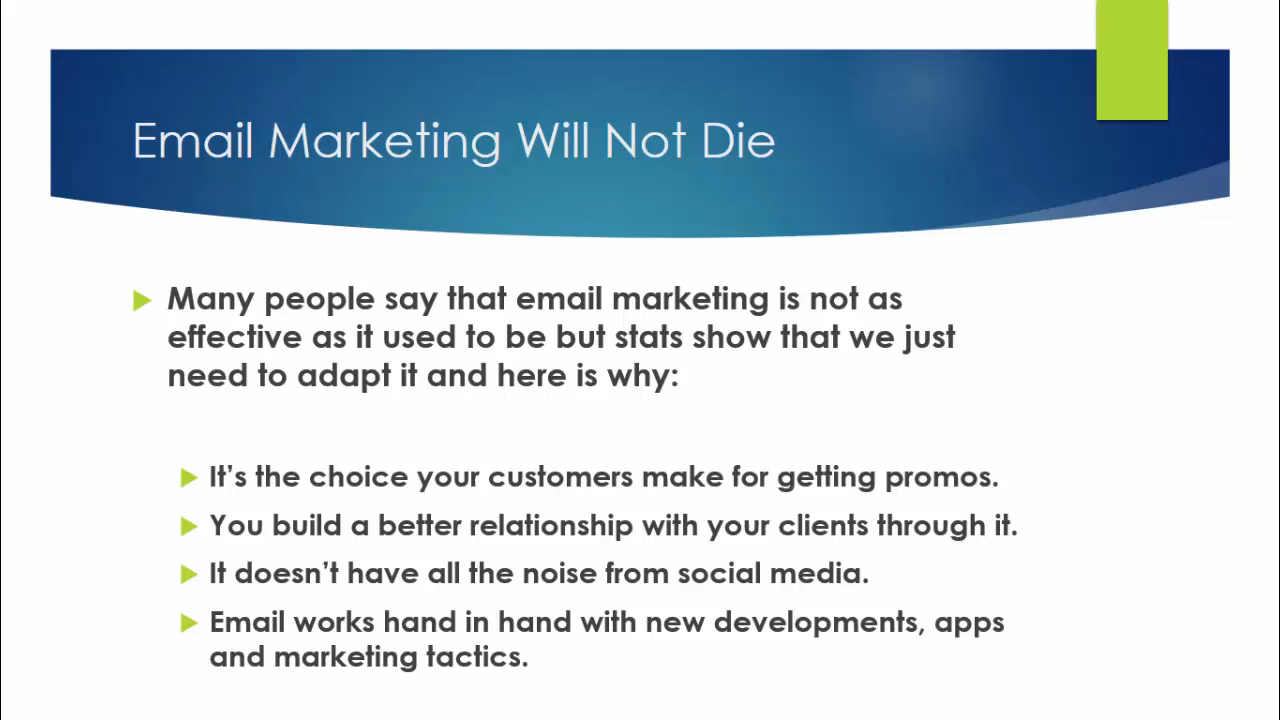 Email Marketing Will Not Die
Many people say that email marketing is not as
effective as it used to be but stats show that we just
need to adapt it and here is why:
It’s the choice your customers make for getting promos.
You build a better relationship with your clients through it.
It doesn’t have all the noise from social media.
Email works hand in hand with new developments, apps
and marketing tactics.